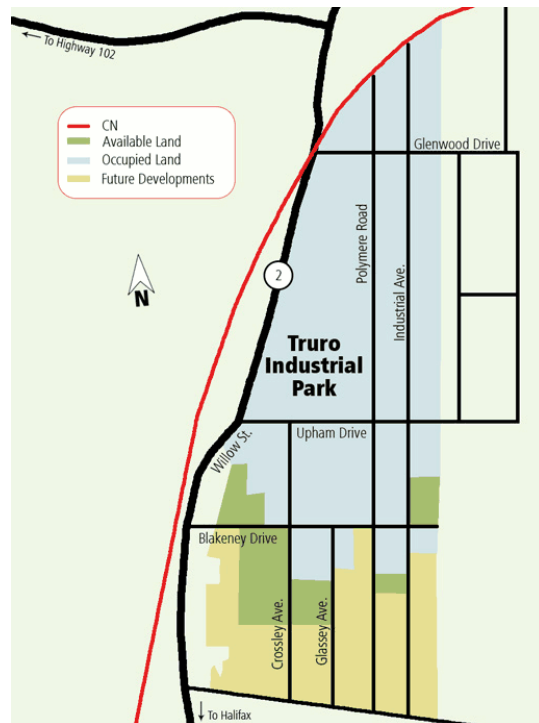 To Highway 102
CN
Available Land
Occupied Land
Future Developments
Glenwood Drive
Polymere Road
Industrial Ave.
N
2
Truro
Industrial
Park
Willow St.
Upham Drive
Blakeney Drive
Crossley Ave.
Glassey Ave.
To Halifax